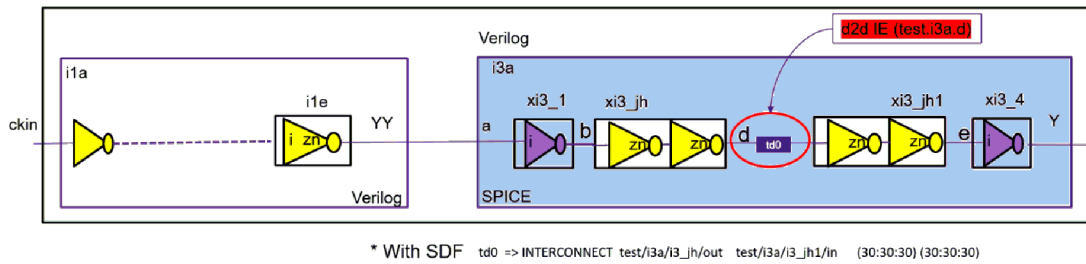 d2d IE (test.i3a.d)
Verilog
i1a
i3a
i1e
xi3_1
xi3_jh
xi3_jh1
xi3_4
ckin
i
zn
YY
a
i
b
zn
zn
d
td0
zn
zn
e
i
Y
Verilog
SPICE
* With SDF td0 => INTERCONNECT test/i3a/i3_jh/out test/i3a/i3_jh1/in (30:30:30) (30:30:30)